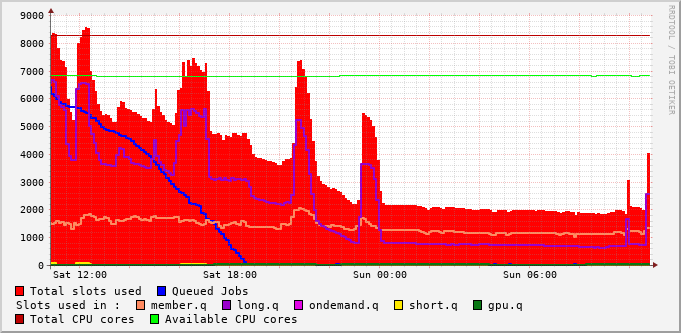 9000
8000
7000
6000
5000
4000
3000
2000
1000
0
Sat 12:00 Sat 18:00 Sun 00:00 Sun 06:00
RRDTOOL / TOBI OETIKER
Total slots used Queued Jobs
Slots used in : member.q long.q ondemand.q short.q gpu.q
Total CPU cores Available CPU cores